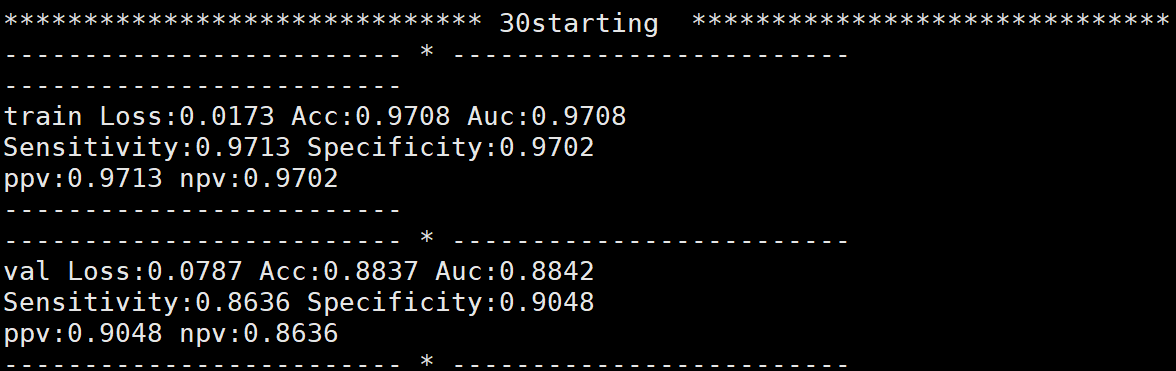 ****************************** 30starting  ******************************
------------------------- * -------------------------
-------------------------
train Loss:0.0173 Acc:0.9708 Auc:0.9708
Sensitivity:0.9713 Specificity:0.9702
ppv:0.9713 npv:0.9702
-------------------------
------------------------- * -------------------------
val Loss:0.0787 Acc:0.8837 Auc:0.8842
Sensitivity:0.8636 Specificity:0.9048
ppv:0.9048 npv:0.8636
------------------------- * -------------------------